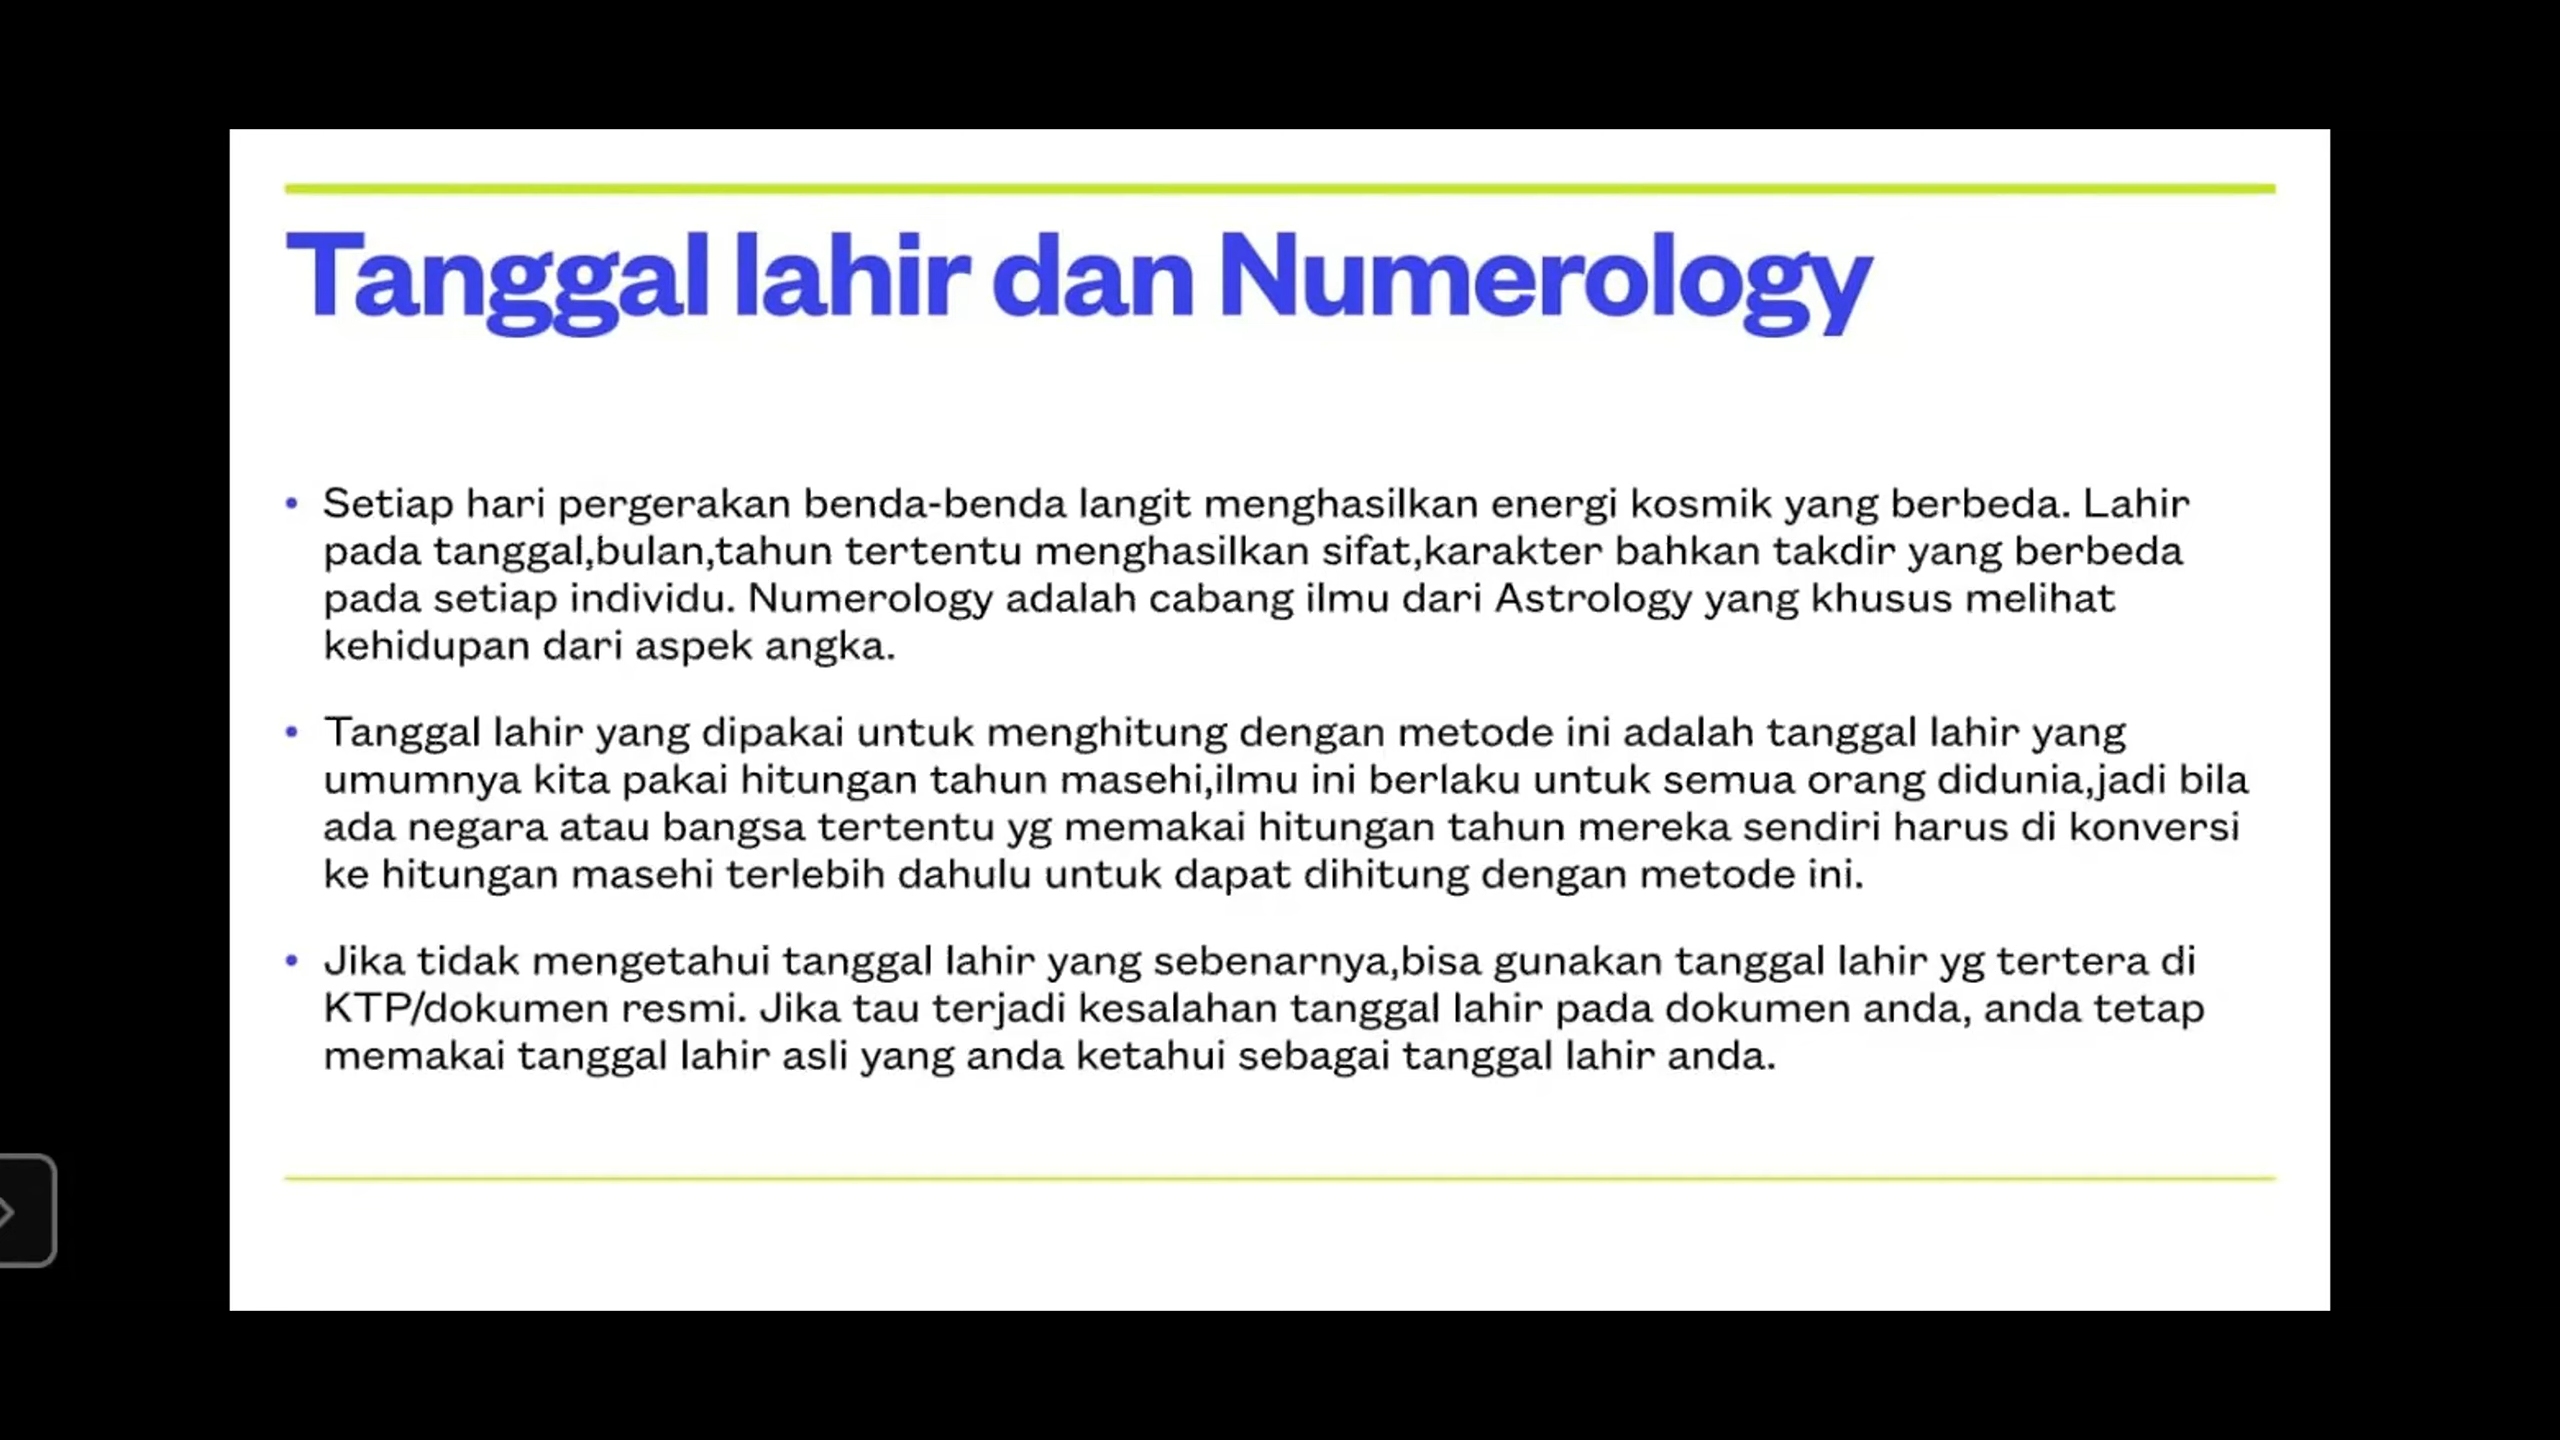 Tanggal lahir dan Numerology
• Setiap hari pergerakan benda-benda langit menghasilkan energi kosmik yang berbeda. Lahir
pada tanggal,bulan,tahun tertentu menghasilkan sifat,karakter bahkan takdir yang berbeda
pada setiap individu. Numerology adalah cabang ilmu dari Astrology yang khusus melihat
kehidupan dari aspek angka.
• Tanggal lahir yang dipakai untuk menghitung dengan metode ini adalah tanggal lahir yang
umumnya kita pakai hitungan tahun masehi,ilmu ini berlaku untuk semua orang didunia,jadi bila
ada negara atau bangsa tertentu yg memakai hitungan tahun mereka sendiri harus di konversi
ke hitungan masehi terlebih dahulu untuk dapat dihitung dengan metode ini.
• Jika tidak mengetahui tanggal lahir yang sebenarnya,bisa gunakan tanggal lahir yg tertera di
KTP/dokumen resmi. Jika tau terjadi kesalahan tanggal lahir pada dokumen anda, anda tetap
memakai tanggal lahir asli yang anda ketahui sebagai tanggal lahir anda.